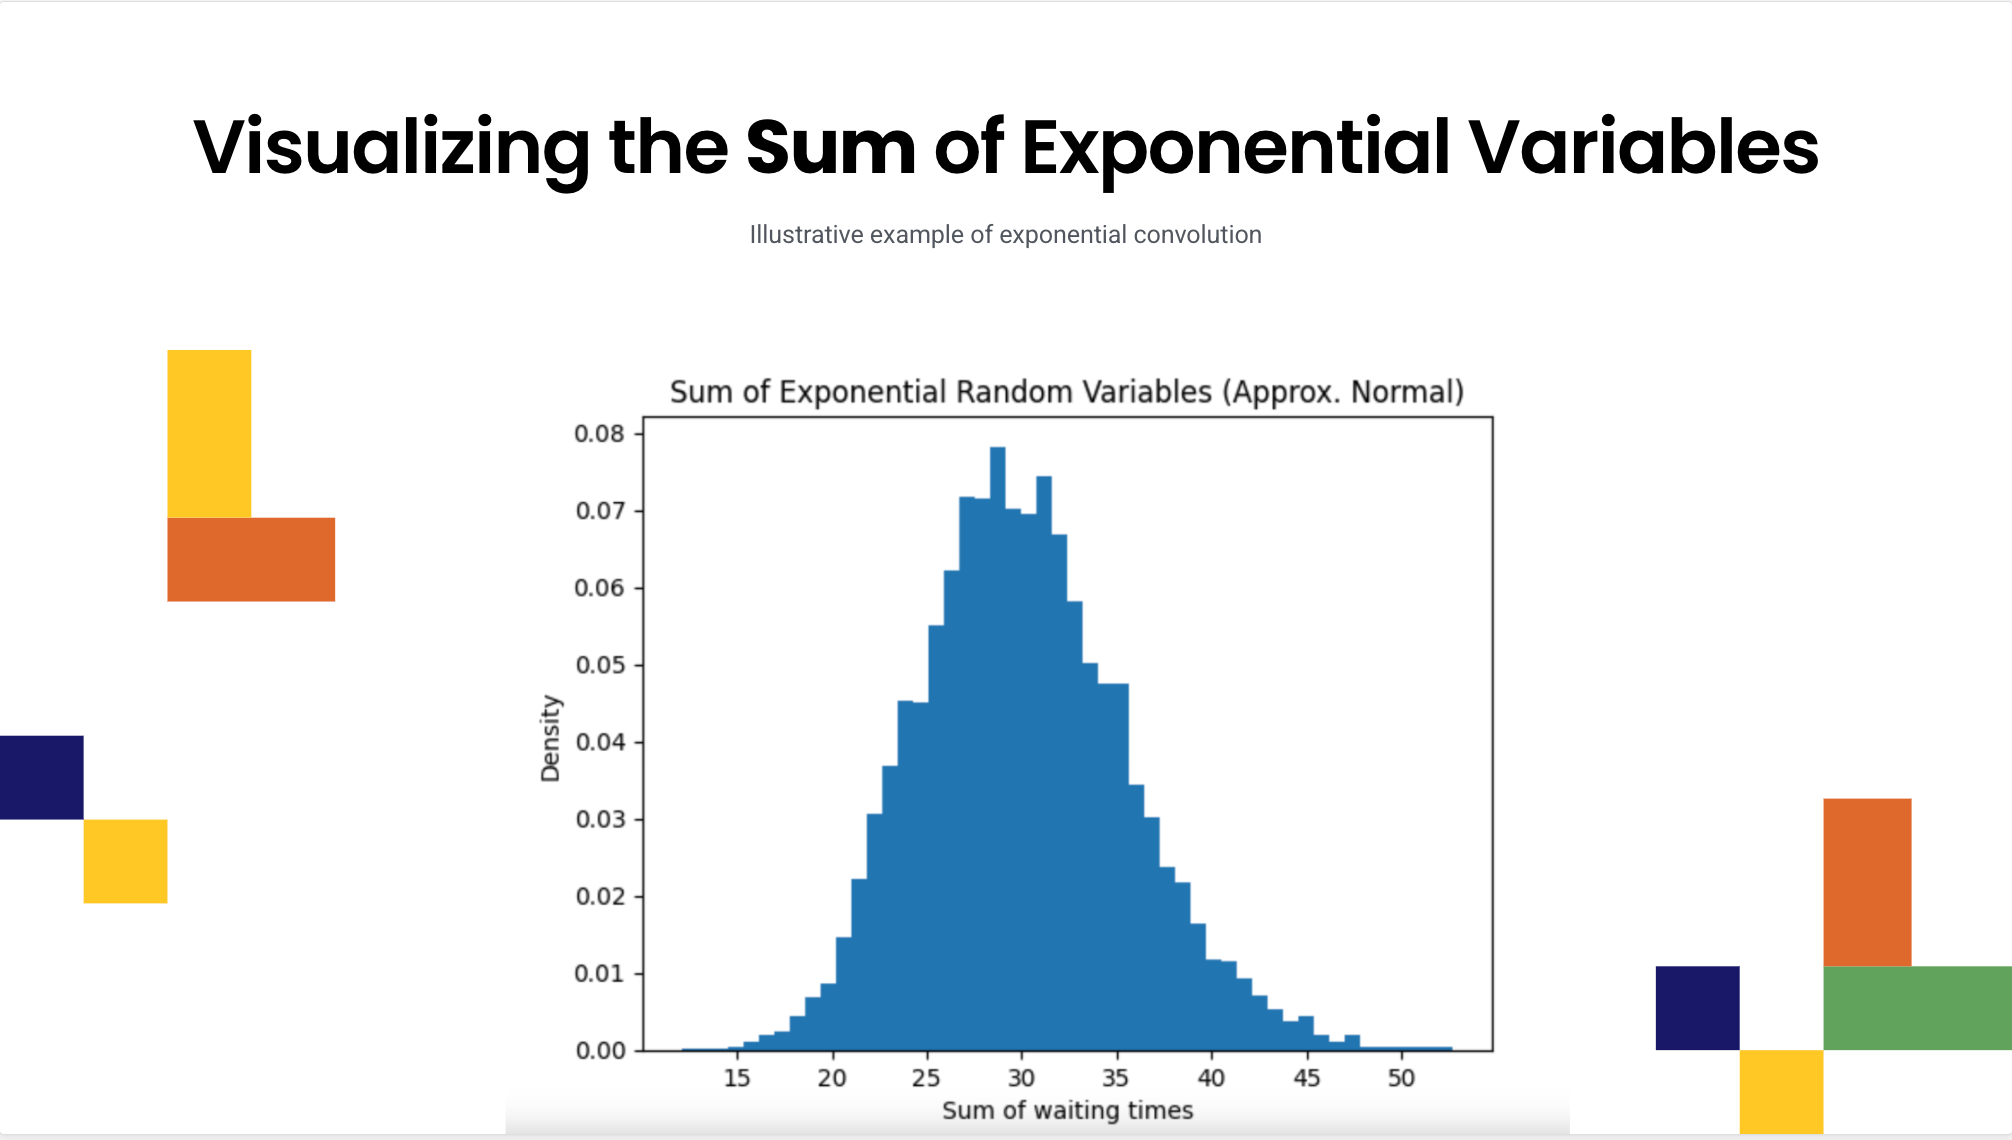 Visualizing the Sum of Exponential Variables
Illustrative example of exponential convolution
Sum of Exponential Random Variables (Approx. Normal)
0.08
0.07
0.06
0.05
0.04
0.03
0.02
0.01
0.00
Density
15 20 25 30 35 40 45 50
Sum of waiting times